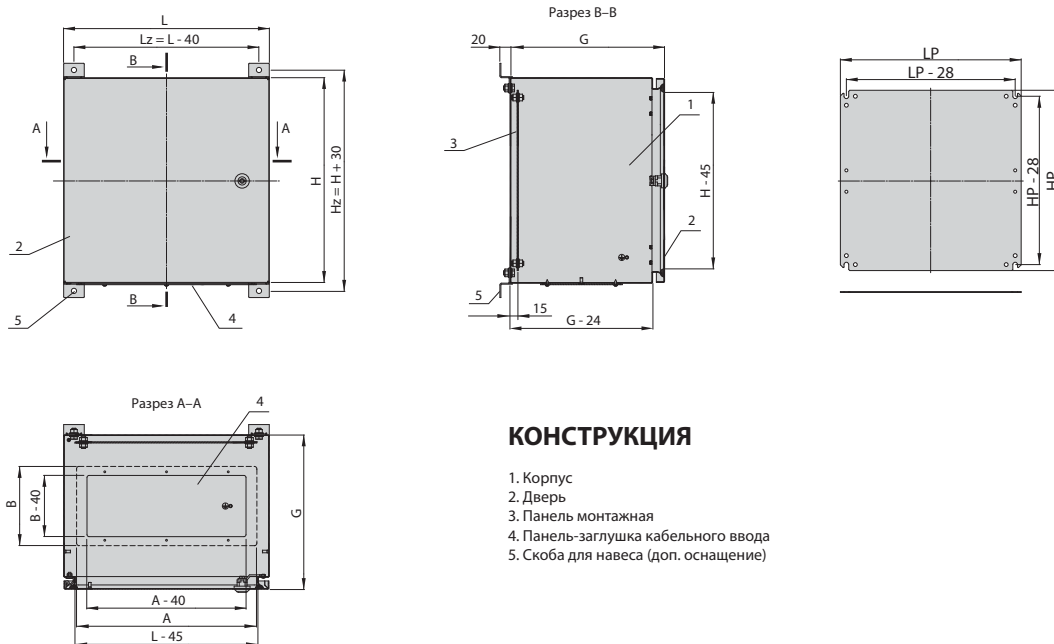 L
Lz = L - 40
B
A
A
H
Hz = H + 30
2
5
B
4
Разрез B–B
20
G
1
3
H - 45
2
5
15
G - 24
LP
LP - 28
HP - 28
HP
Разрез A–A
4
B
B - 40
G
A - 40
A
L - 45
КОНСТРУКЦИЯ
1. Корпус
2. Дверь
3. Панель монтажная
4. Панель-заглушка кабельного ввода
5. Скоба для навеса (доп. оснащение)